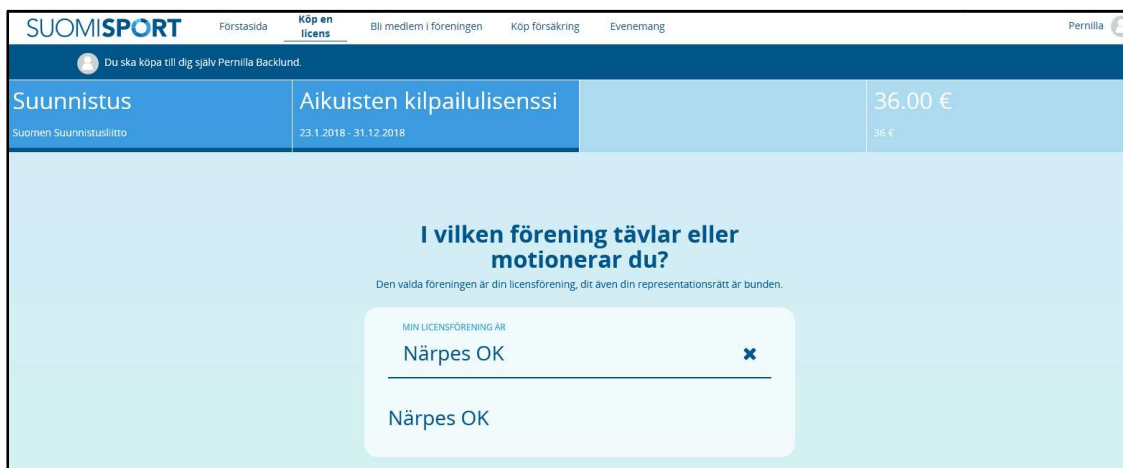 SUOMISPORT
Förstasida
Köp en
licens
Bli medlem i föreningen
Köp försäkring
Evenemang
Pernilla
Du ska köpa till dig själv Pernilla Backlund.
Suunnistus
Aikuisten kilpailulisenssi
36.00 €
Suomen Suunnistusliitto
23.1.2018 - 31.12.2018
36 €
I vilken förening tävlar eller
motionerar du?
Den valda föreningen är din licensförening, dit även din representationsrätt är bunden.
MIN LICENSFÖRENING ÄR
Närpes OK
Närpes OK